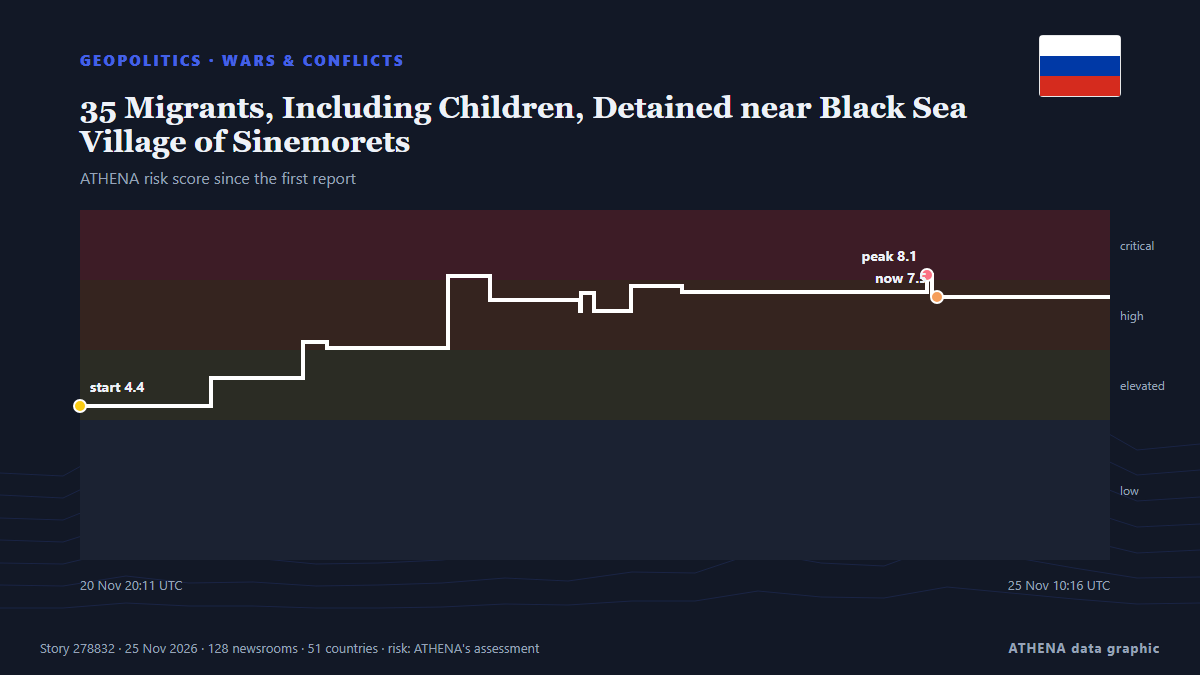 GEOPOLITICS · WARS & CONFLICTS
35 Migrants, Including Children, Detained near Black Sea
Village of Sinemorets
ATHENA risk score since the first report
critical
peak 8.1
now 7.5
high
elevated
start 4.4
low
20 Nov 20:11 UTC
25 Nov 10:16 UTC
Story 278832 · 25 Nov 2026 · 128 newsrooms · 51 countries · risk: ATHENA's assessment
ATHENA data graphic